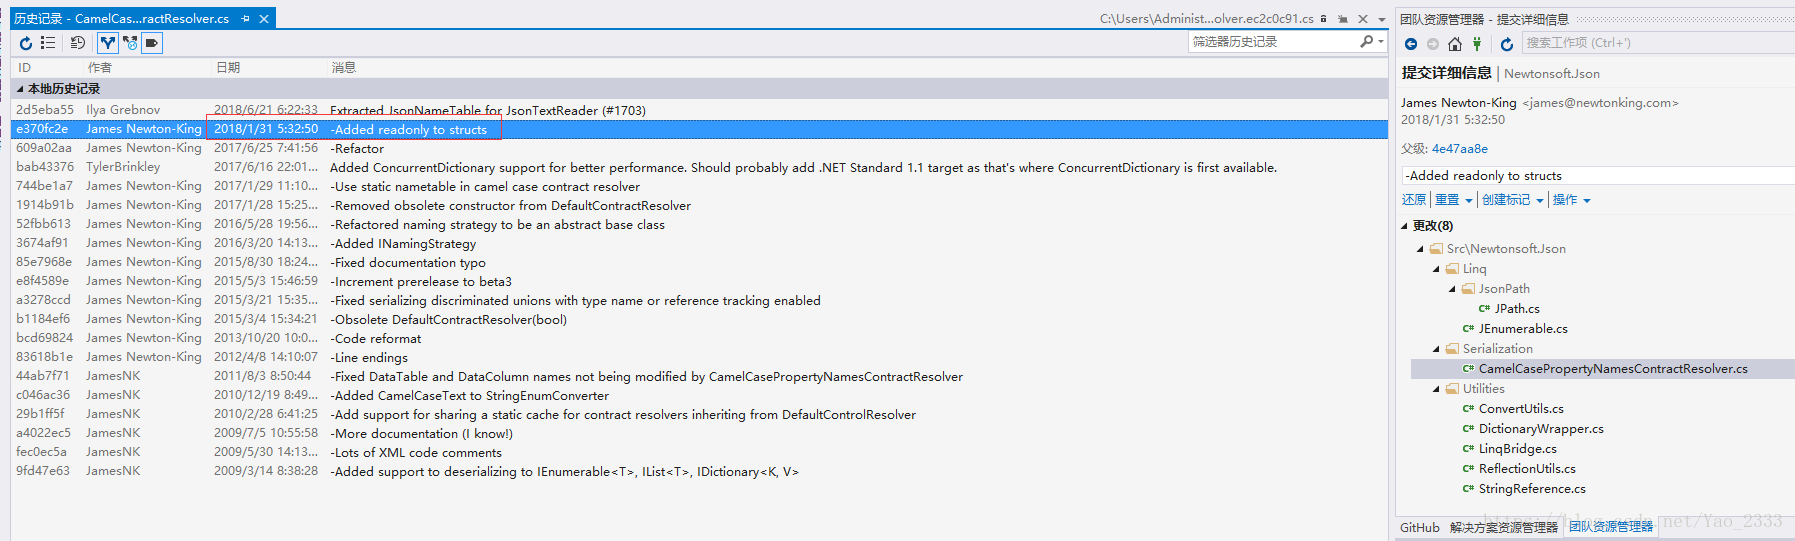 历史记录 - CamelCas...ractResolver.cs
C:\Users\Administ...olver.ec2c0c91.cs
筛选器历史记录
ID 作者 日期 消息
本地历史记录
2d5eba55 Ilya Grebnov 2018/6/21 6:22:33 Extracted JsonNameTable for JsonTextReader (#1703)
e370fc2e James Newton-King 2018/1/31 5:32:50 -Added readonly to structs
609a02aa James Newton-King 2017/6/25 7:41:56 -Refactor
bab43376 TylerBrinkley 2017/6/16 22:01... Added ConcurrentDictionary support for better performance. Should probably add .NET Standard 1.1 target as that's where ConcurrentDictionary is first available.
744be1a7 James Newton-King 2017/1/29 11:10... -Use static nametable in camel case contract resolver
1914b91b James Newton-King 2017/1/28 15:25... -Removed obsolete constructor from DefaultContractResolver
52fbb613 James Newton-King 2016/5/28 19:56... -Refactored naming strategy to be an abstract base class
3674af91 James Newton-King 2016/3/20 14:13... -Added INamingStrategy
85e7968e James Newton-King 2015/8/30 18:24... -Fixed documentation typo
e8f4589e James Newton-King 2015/5/3 15:46:59 -Increment prerelease to beta3
a3278ccd James Newton-King 2015/3/21 15:35... -Fixed serializing discriminated unions with type name or reference tracking enabled
b1184ef6 James Newton-King 2015/3/4 15:34:21 -Obsolete DefaultContractResolver(bool)
bcd69824 James Newton-King 2013/10/20 10:0... -Code reformat
83618b1e James Newton-King 2012/4/8 14:10:07 -Line endings
44ab7f71 JamesNK 2011/8/3 8:50:44 -Fixed DataTable and DataColumn names not being modified by CamelCasePropertyNamesContractResolver
c046ac36 JamesNK 2010/12/19 8:49... -Added CamelCaseText to StringEnumConverter
29b1ff5f JamesNK 2010/2/28 6:41:25 -Add support for sharing a static cache for contract resolvers inheriting from DefaultControlResolver
a4022ec5 JamesNK 2009/7/5 10:55:58 -More documentation (I know!)
fec0ec5a JamesNK 2009/5/30 14:13... -Lots of XML code comments
9fd47e63 JamesNK 2009/3/14 8:38:28 -Added support to deserializing to IEnumerable<T>, IList<T>, IDictionary<K, V>
团队资源管理器 - 提交详细信息
搜索工作项 (Ctrl+')
提交详细信息 | Newtonsoft.Json
James Newton-King <james@newtonking.com>
2018/1/31 5:32:50
父级: 4e47aa8e
-Added readonly to structs
还原 | 重置 | 创建标记 | 操作
更改(8)
Src\Newtonsoft.Json
Linq
JsonPath
JPath.cs
JEnumerable.cs
Serialization
CamelCasePropertyNamesContractResolver.cs
Utilities
ConvertUtils.cs
DictionaryWrapper.cs
LinqBridge.cs
ReflectionUtils.cs
StringReference.cs
GitHub 解决方案资源管理器 团队资源管理器
https://blog.csdn.net/Yao_2333